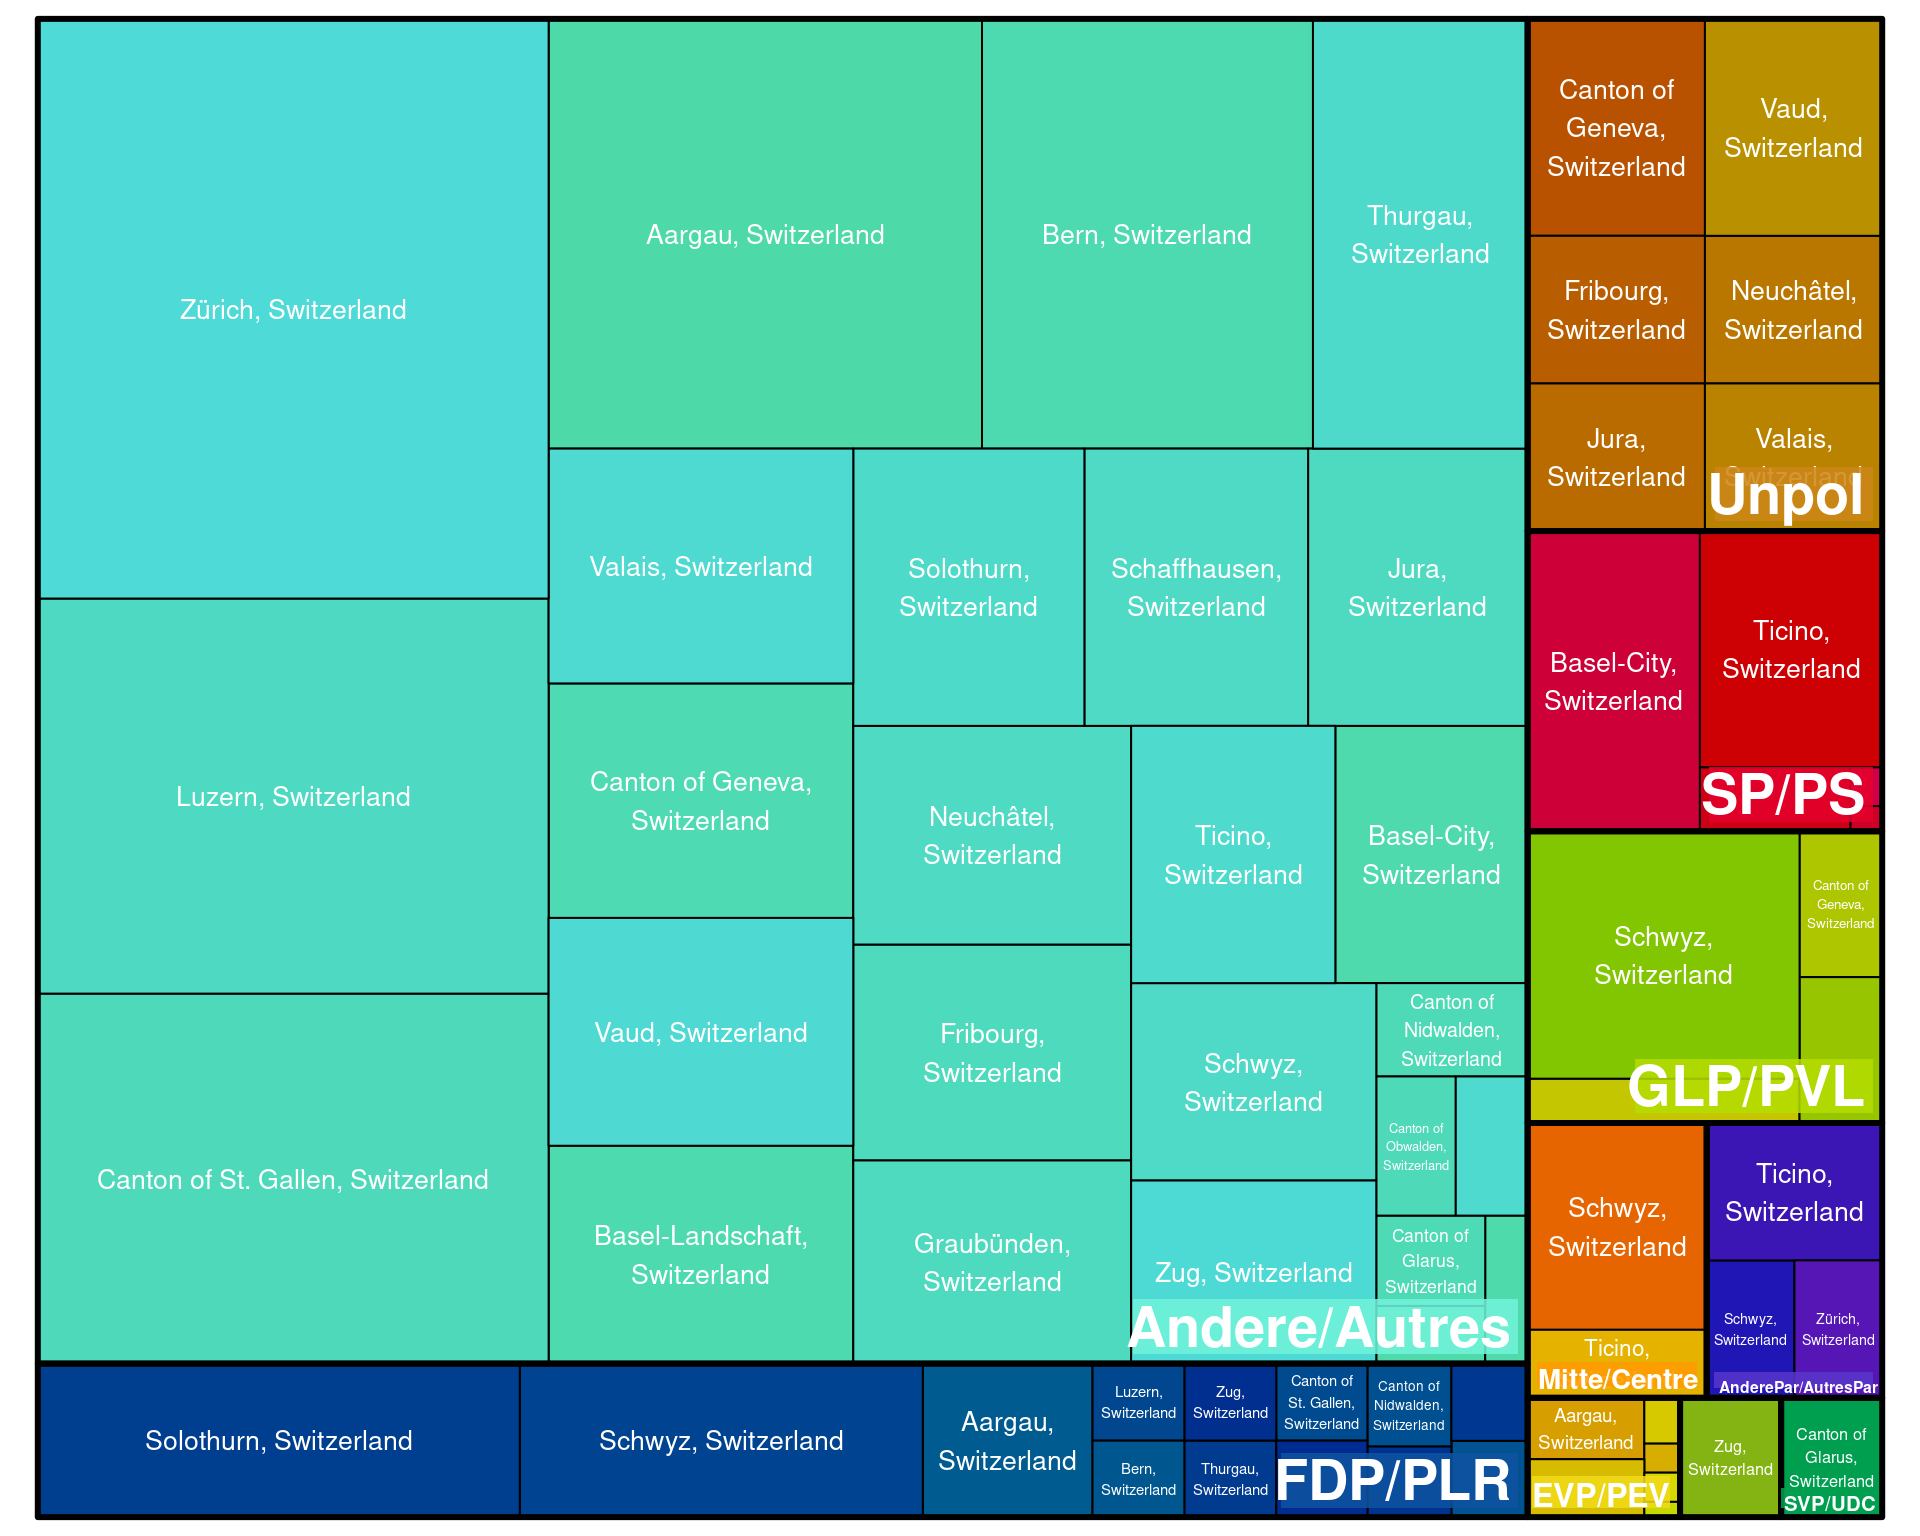 Zürich, Switzerland
Luzern, Switzerland
Canton of St. Gallen, Switzerland
Aargau, Switzerland
Bern, Switzerland
Thurgau,
Switzerland
Valais, Switzerland
Canton of Geneva,
Switzerland
Vaud, Switzerland
Basel-Landschaft,
Switzerland
Solothurn,
Switzerland
Schaffhausen,
Switzerland
Jura,
Switzerland
Neuchâtel,
Switzerland
Fribourg,
Switzerland
Graubünden,
Switzerland
Ticino,
Switzerland
Basel-City,
Switzerland
Schwyz,
Switzerland
Zug, Switzerland
Canton of
Nidwalden,
Switzerland
Canton of
Obwalden,
Switzerland
Canton of
Glarus,
Switzerland
Andere/Autres
Solothurn, Switzerland
Schwyz, Switzerland
Aargau,
Switzerland
Luzern,
Switzerland
Bern,
Switzerland
Zug,
Switzerland
Thurgau,
Switzerland
Canton of
St. Gallen,
Switzerland
Canton of
Nidwalden,
Switzerland
FDP/PLR
Canton of
Geneva,
Switzerland
Vaud,
Switzerland
Fribourg,
Switzerland
Neuchâtel,
Switzerland
Jura,
Switzerland
Valais,
Switzerland
Unpol
Basel-City,
Switzerland
Ticino,
Switzerland
SP/PS
Schwyz,
Switzerland
Canton of
Geneva,
Switzerland
GLP/PVL
Schwyz,
Switzerland
Ticino,
Mitte/Centre
Ticino,
Switzerland
Schwyz,
Switzerland
Zürich,
Switzerland
AnderePar/AutresPar
Aargau,
Switzerland
EVP/PEV
Zug,
Switzerland
Canton of
Glarus,
Switzerland
SVP/UDC